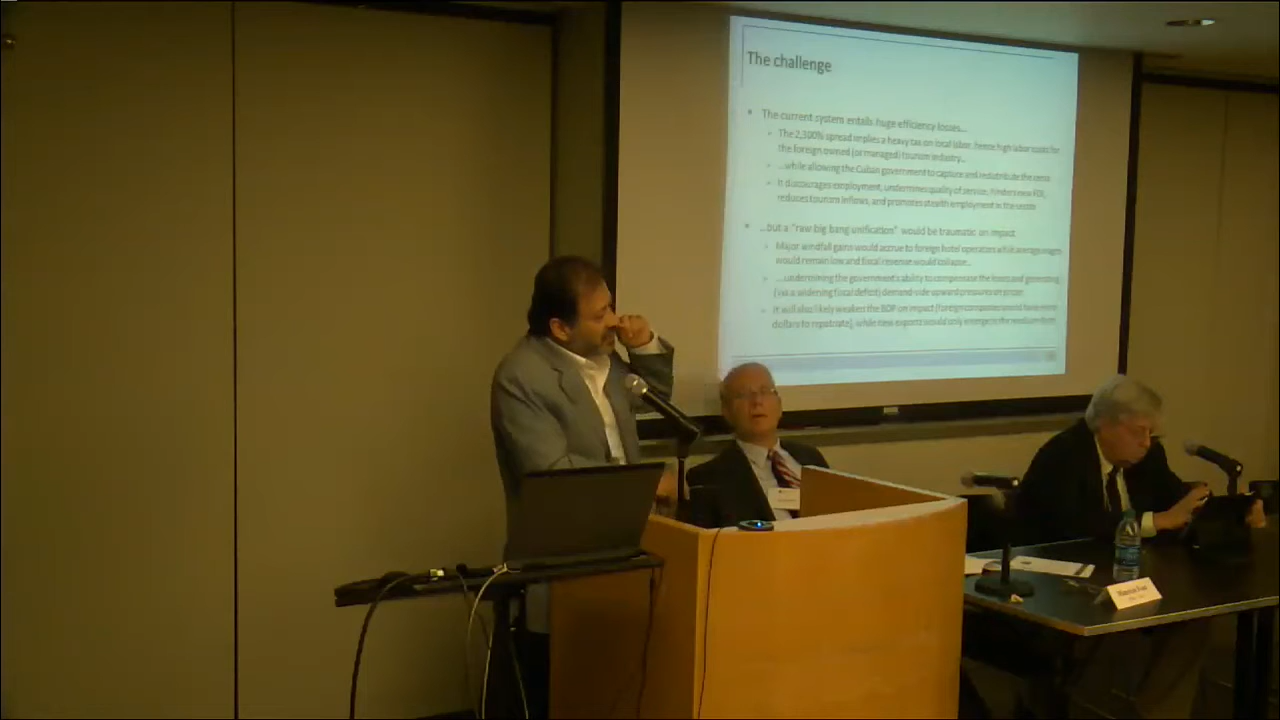 The challenge
• The current system entails huge efficiency losses...
The 2,300% spread implies a heavy tax on local labor, hence high labor costs for
the foreign owned (or managed) tourism industry...
...while allowing the Cuban government to capture and redistribute the rents
It discourages employment, undermines quality of service, hinders new FDI,
reduces tourism inflows, and promotes stealth employment in the sector
• ...but a "raw big bang unification" would be traumatic on impact
Major windfall gains would accrue to foreign hotel operators while average wages
would remain low and fiscal revenue would collapse...
...undermining the government's ability to compensate the losers and generating
(via a widening fiscal deficit) demand-side upward pressures on prices
It will also likely weaken the BOP on impact (foreign companies would have more
dollars to repatriate), while new exports would only emerge in the medium term